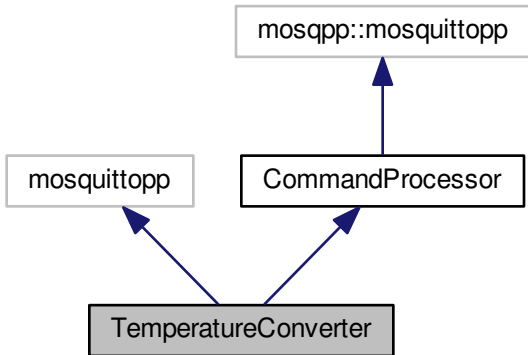 mosqpp::mosquittopp
mosquittopp
CommandProcessor
TemperatureConverter